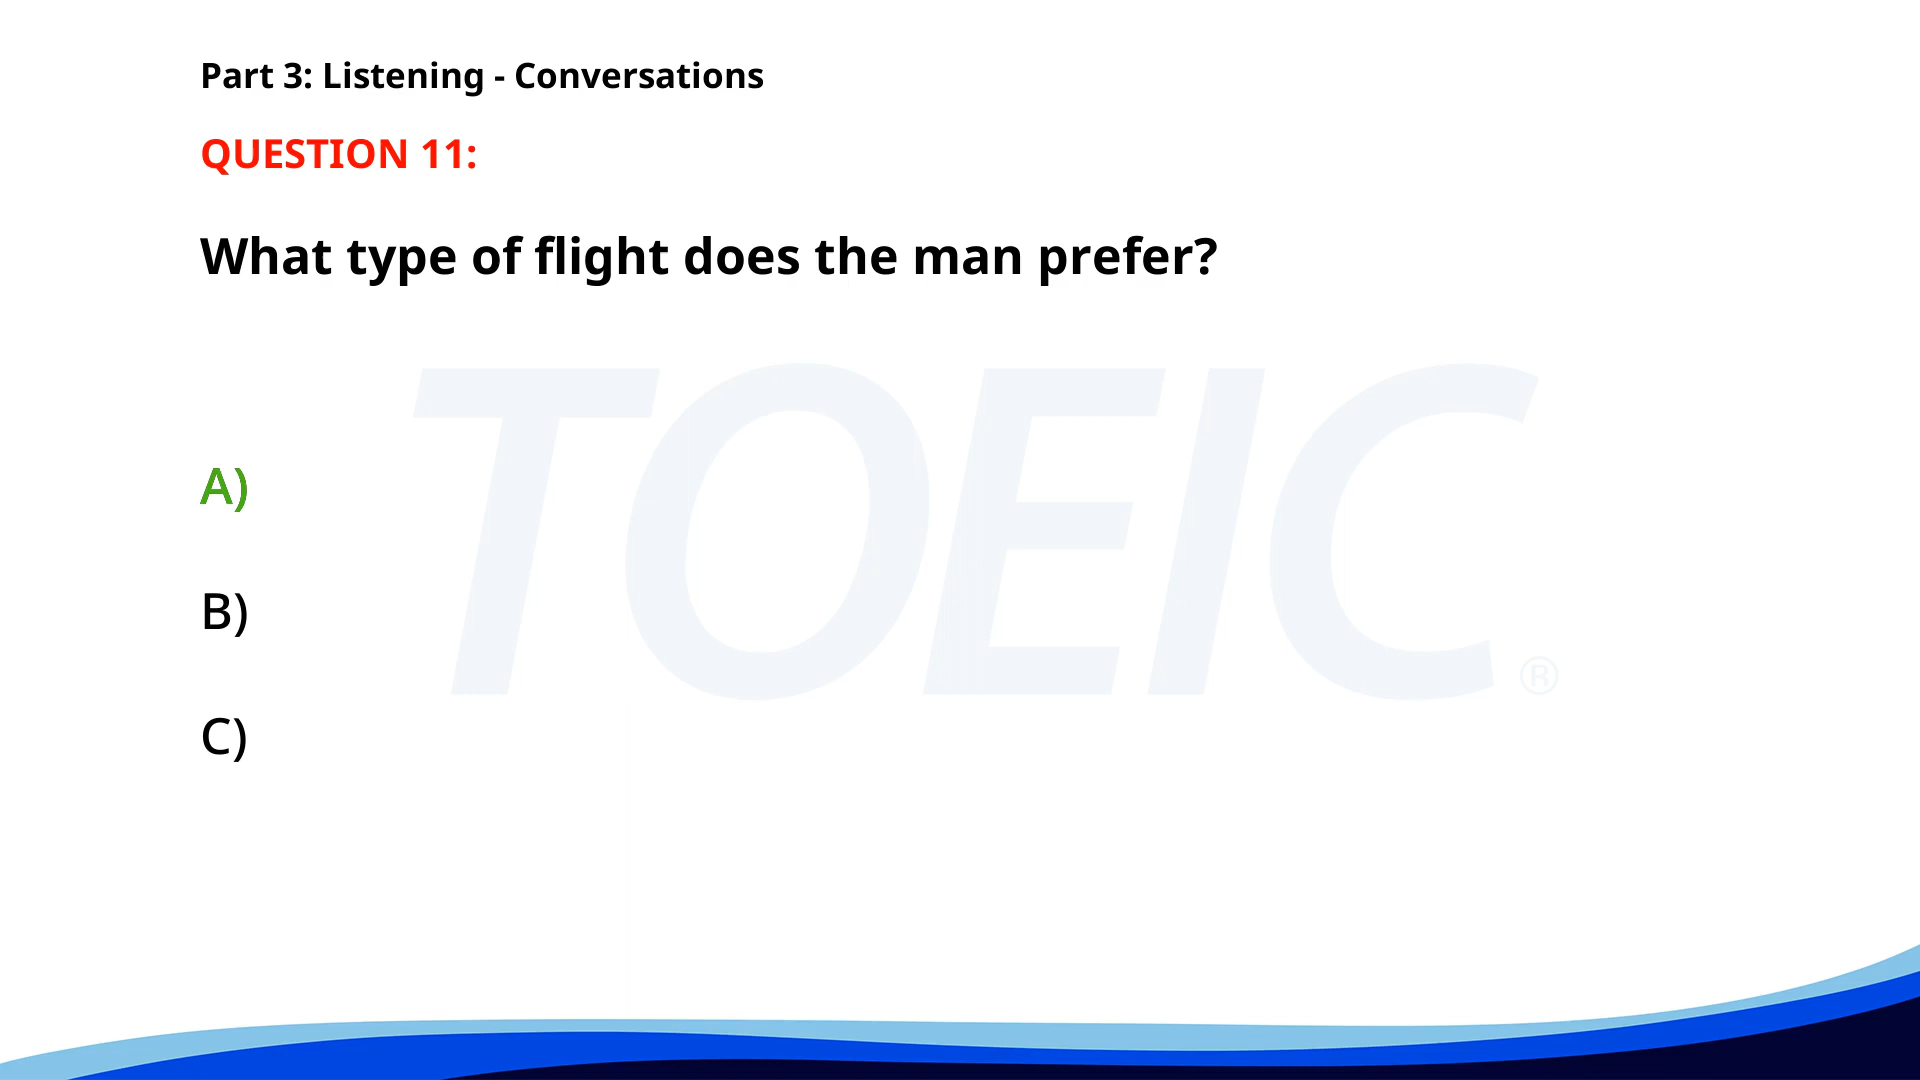 Part 3: Listening - Conversations
QUESTION 11:
What type of flight does the man prefer?
TOEIC®
A)
B)
C)